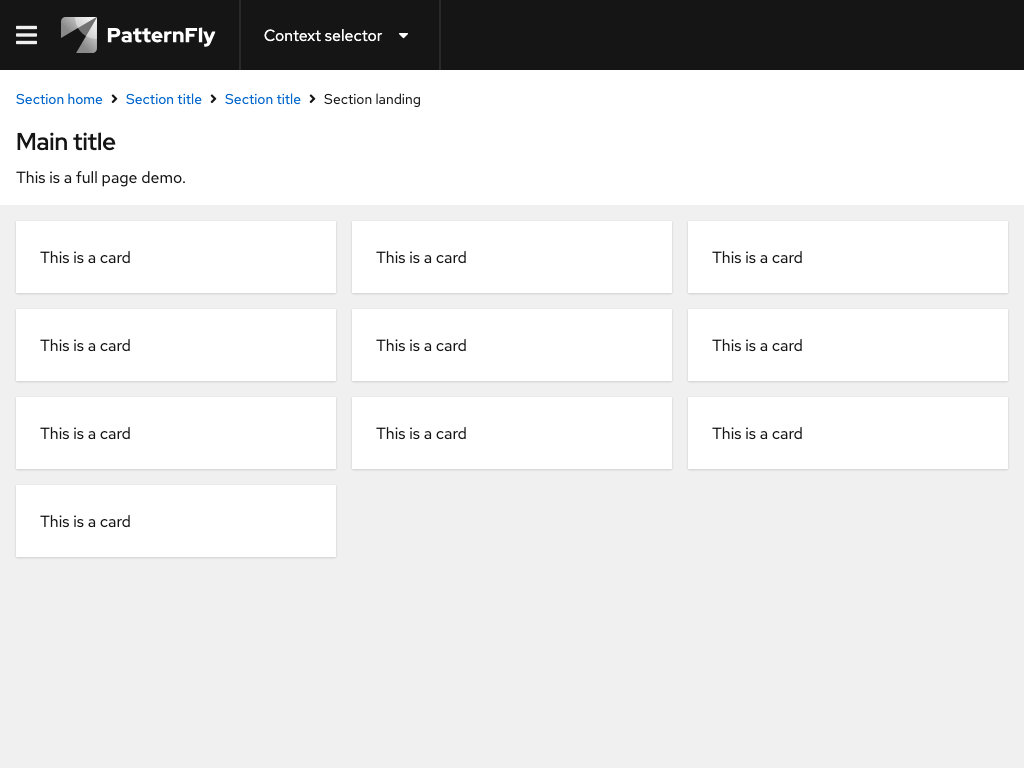 PatternFly Context selector
Section home Section title Section title Section landing
Main title
This is a full page demo.
This is a card This is a card This is a card
This is a card This is a card This is a card
This is a card This is a card This is a card
This is a card